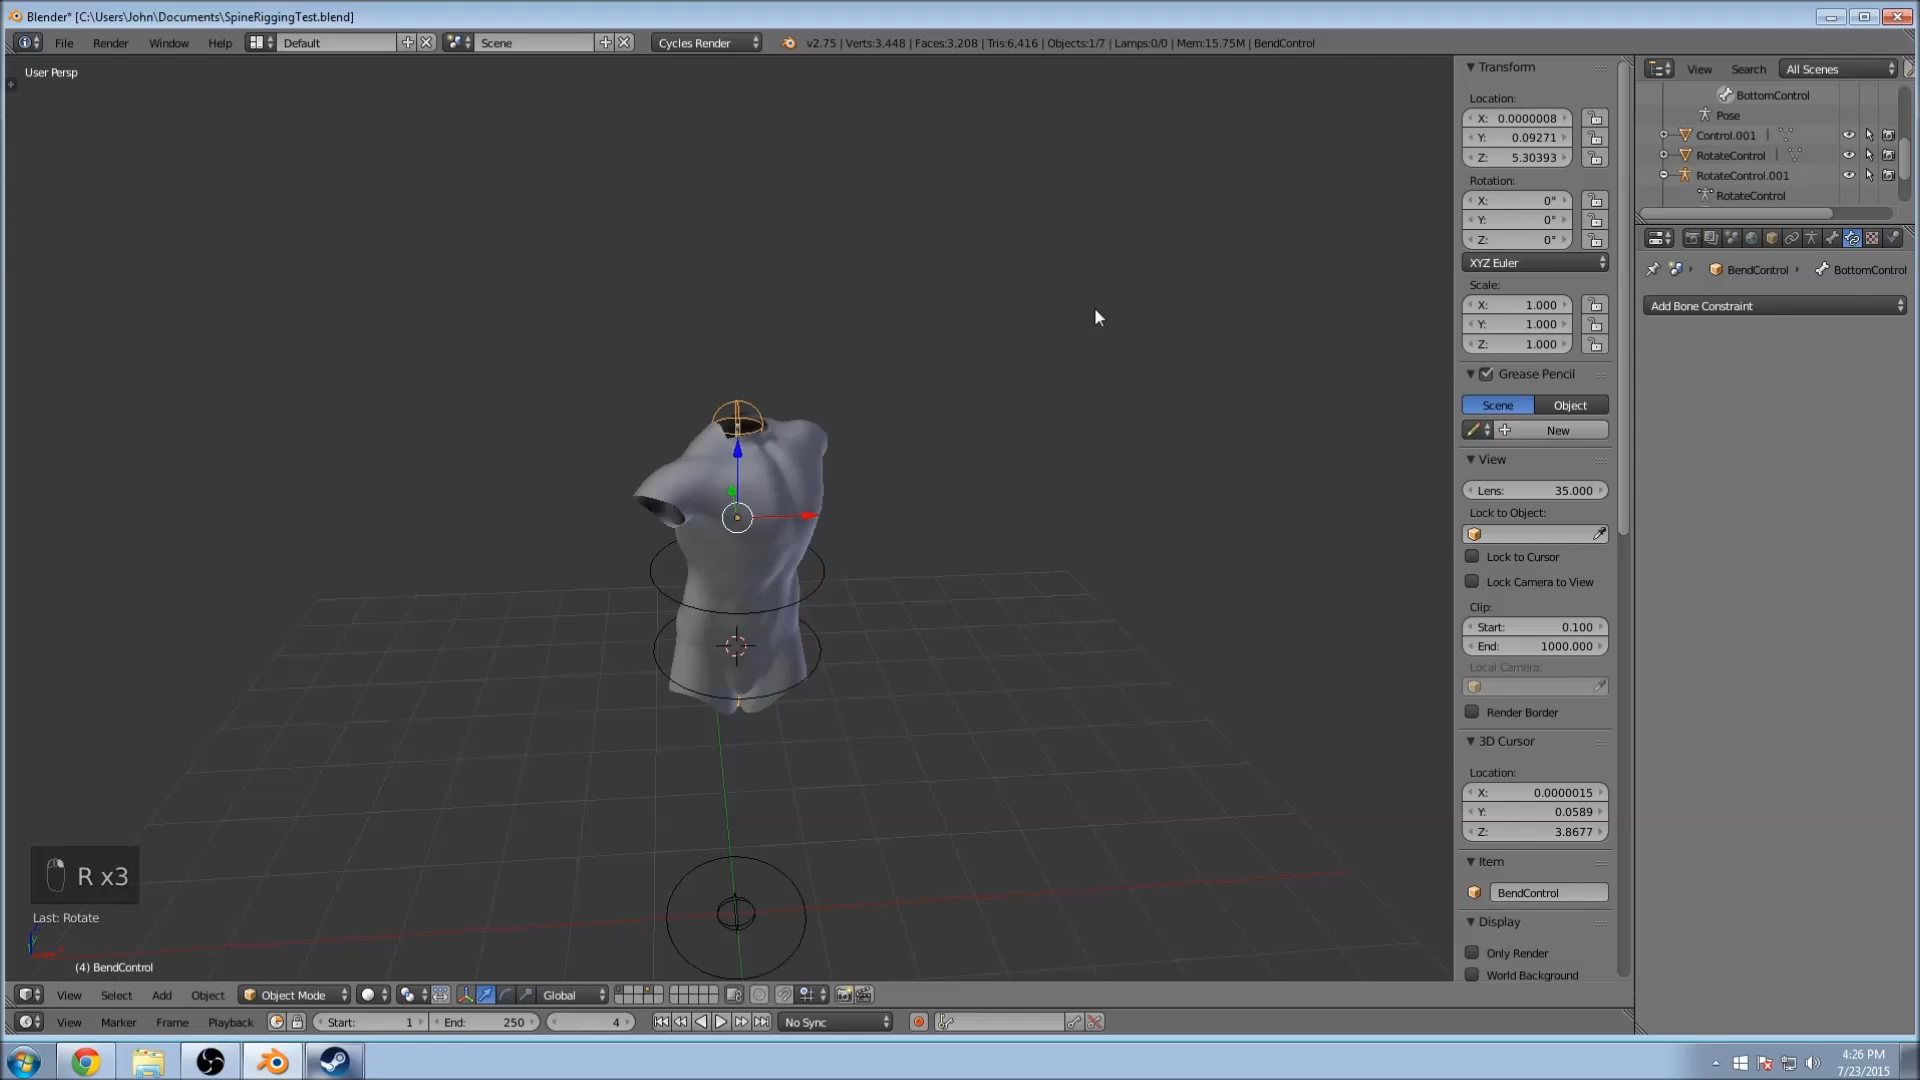 Blender* [C:\Users\John\Documents\SpineRiggingTest.blend]
File Render Window Help Default Scene Cycles Render v2.75 | Verts:3,448 | Faces:3,208 | Tris:6,416 | Objects:1/7 | Lamps:0/0 | Mem:15.75M | BendControl
User Persp
Transform
Location:
X: 0.0000008
Y: 0.09271
Z: 5.30393
Rotation:
X: 0°
Y: 0°
Z: 0°
XYZ Euler
Scale:
X: 1.000
Y: 1.000
Z: 1.000
Grease Pencil
Scene Object
New
View
Lens: 35.000
Lock to Object:
Lock to Cursor
Lock Camera to View
Clip:
Start: 0.100
End: 1000.000
Local Camera:
Render Border
3D Cursor
Location:
X: 0.0000015
Y: 0.0589
Z: 3.8677
Item
BendControl
Display
Only Render
World Background
View Search All Scenes
BottomControl
Pose
Control.001
RotateControl
RotateControl.001
RotateControl
BendControl BottomControl
Add Bone Constraint
R x3
Last: Rotate
(4) BendControl
View Select Add Object Object Mode Global
View Marker Frame Playback Start: 1 End: 250 4 No Sync
4:26 PM
7/23/2015